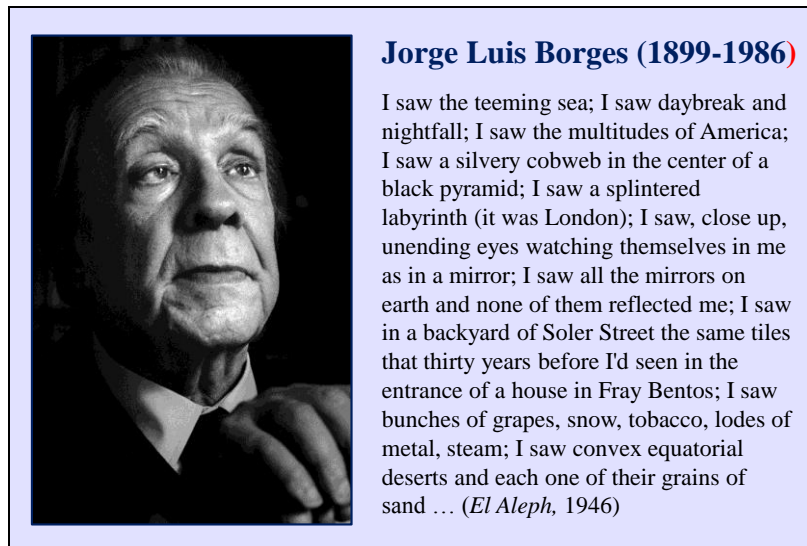 Jorge Luis Borges (1899-1986)
I saw the teeming sea; I saw daybreak and
nightfall; I saw the multitudes of America;
I saw a silvery cobweb in the center of a
black pyramid; I saw a splintered
labyrinth (it was London); I saw, close up,
unending eyes watching themselves in me
as in a mirror; I saw all the mirrors on
earth and none of them reflected me; I saw
in a backyard of Soler Street the same tiles
that thirty years before I'd seen in the
entrance of a house in Fray Bentos; I saw
bunches of grapes, snow, tobacco, lodes of
metal, steam; I saw convex equatorial
deserts and each one of their grains of
sand … (El Aleph, 1946)